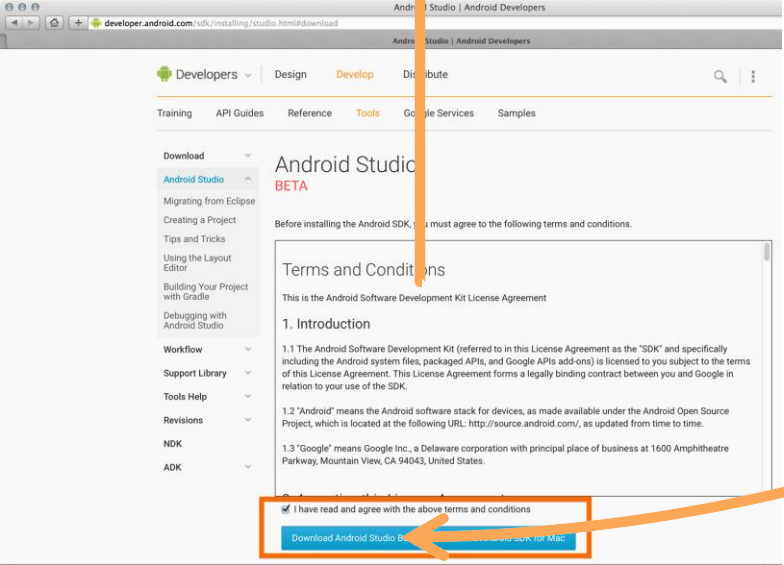 Android Studio | Android Developers
developer.android.com/sdk/installing/studio.html#download
Android Studio | Android Developers
Developers Design Develop Distribute
Training API Guides Reference Tools Google Services Samples
Download
Android Studio
Migrating from Eclipse
Creating a Project
Tips and Tricks
Using the Layout
Editor
Building Your Project
with Gradle
Debugging with
Android Studio
Workflow
Support Library
Tools Help
Revisions
NDK
ADK
Android Studio
BETA
Before installing the Android SDK, you must agree to the following terms and conditions.
Terms and Conditions
This is the Android Software Development Kit License Agreement
1. Introduction
1.1 The Android Software Development Kit (referred to in this License Agreement as the "SDK" and specifically
including the Android system files, packaged APIs, and Google APIs add-ons) is licensed to you subject to the terms
of this License Agreement. This License Agreement forms a legally binding contract between you and Google in
relation to your use of the SDK.
1.2 "Android" means the Android software stack for devices, as made available under the Android Open Source
Project, which is located at the following URL: http://source.android.com/, as updated from time to time.
1.3 "Google" means Google Inc., a Delaware corporation with principal place of business at 1600 Amphitheatre
Parkway, Mountain View, CA 94043, United States.
I have read and agree with the above terms and conditions
Download Android Studio Android SDK for Mac